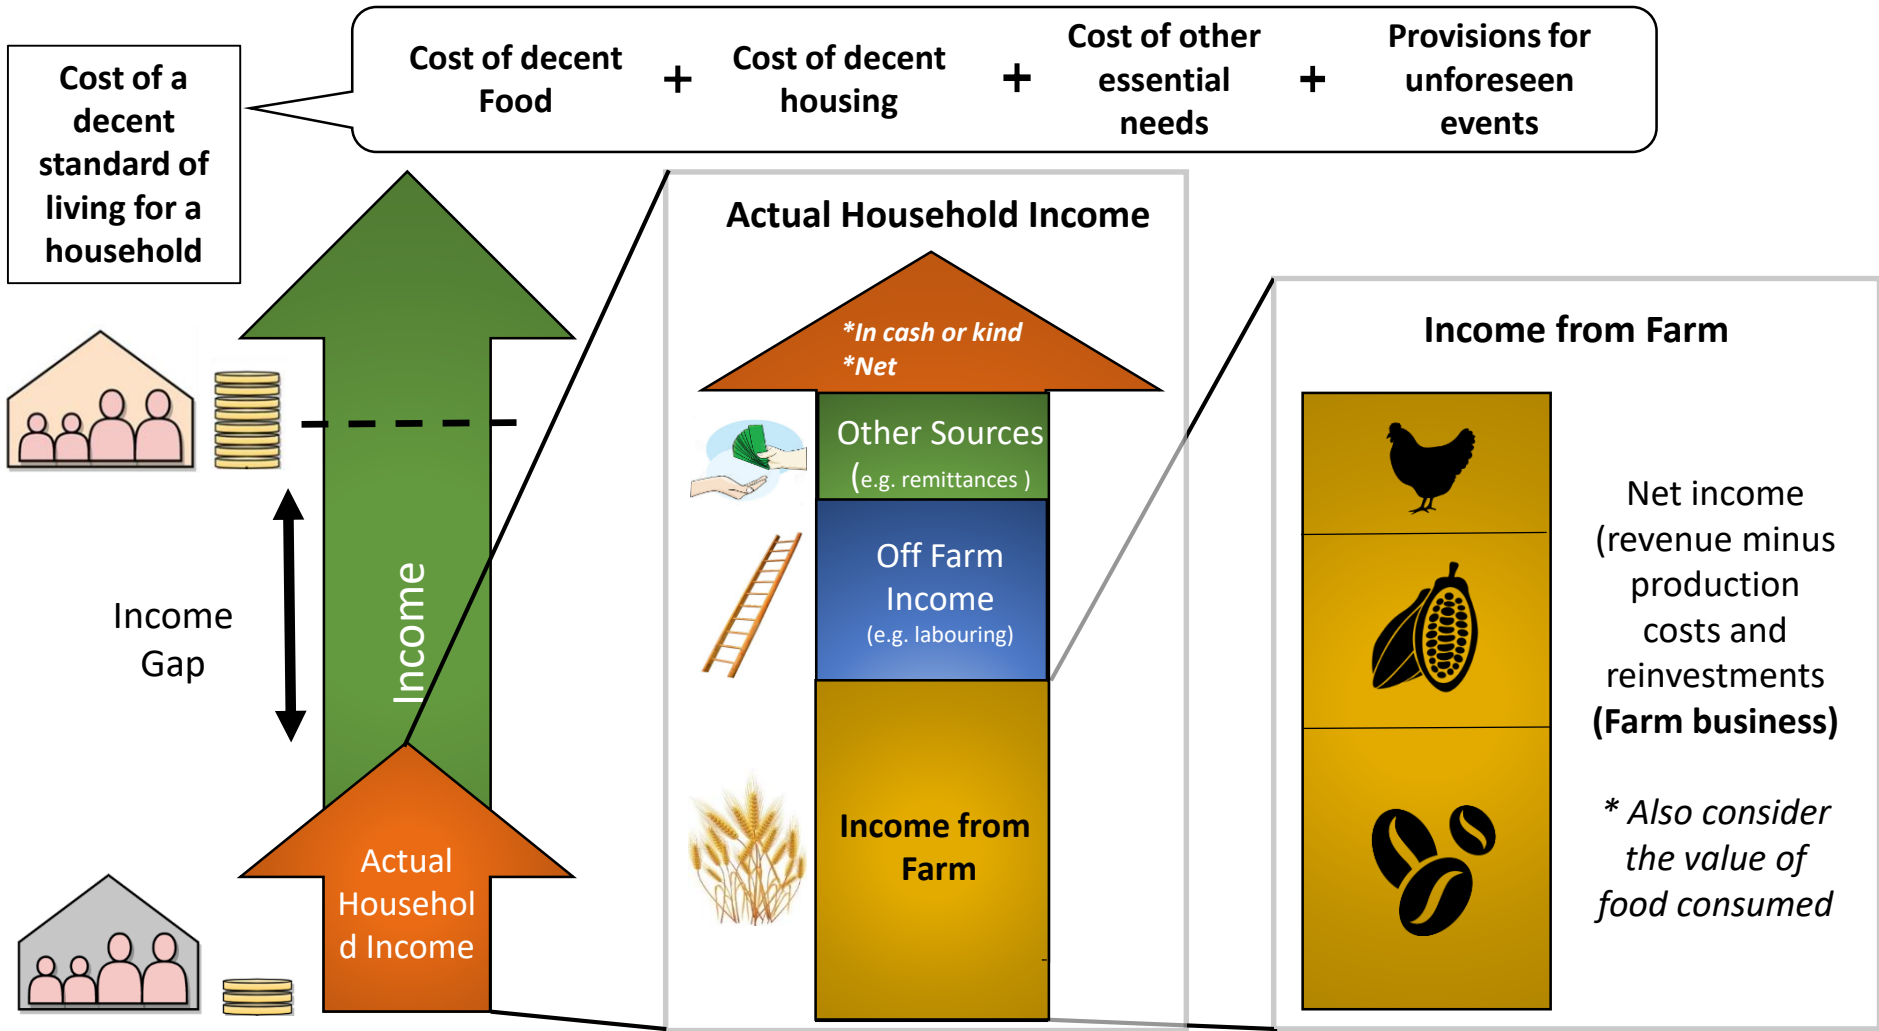 Cost of a
decent
standard of
living for a
household
Cost of decent
Food
+
Cost of decent
housing
+
Cost of other
essential
needs
+
Provisions for
unforeseen
events
Income
Gap
Income
Actual
Househol
d Income
Actual Household Income
*In cash or kind
*Net
Other Sources
(e.g. remittances )
Off Farm
Income
(e.g. labouring)
Income from
Farm
Income from Farm
Net income
(revenue minus
production
costs and
reinvestments
(Farm business)
* Also consider
the value of
food consumed